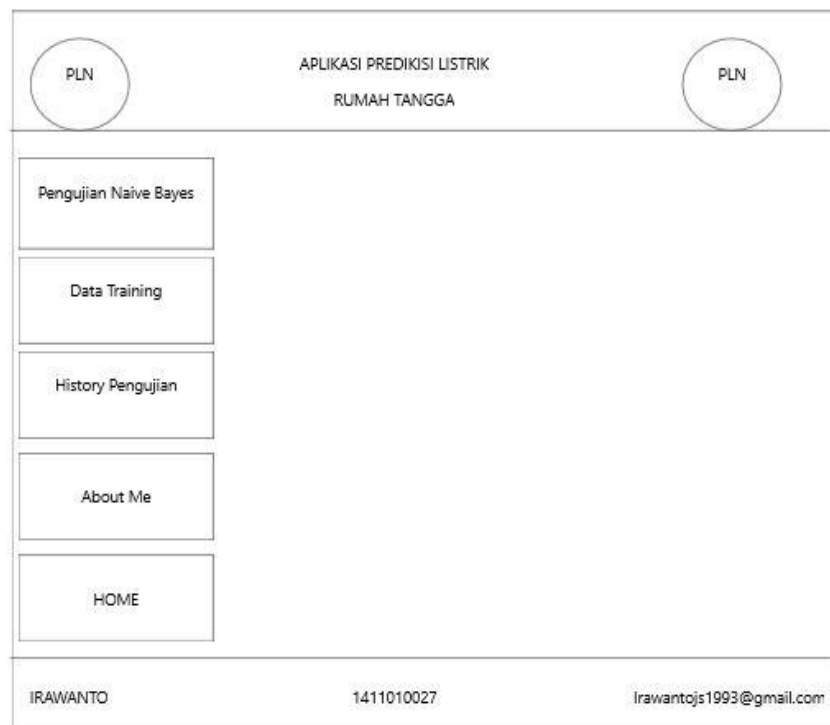 PLN
APLIKASI PREDIKISI LISTRIK
RUMAH TANGGA
PLN
Pengujian Naive Bayes
Data Training
History Pengujian
About Me
HOME
IRAWANTO
1411010027
Irawantojs1993@gmail.com